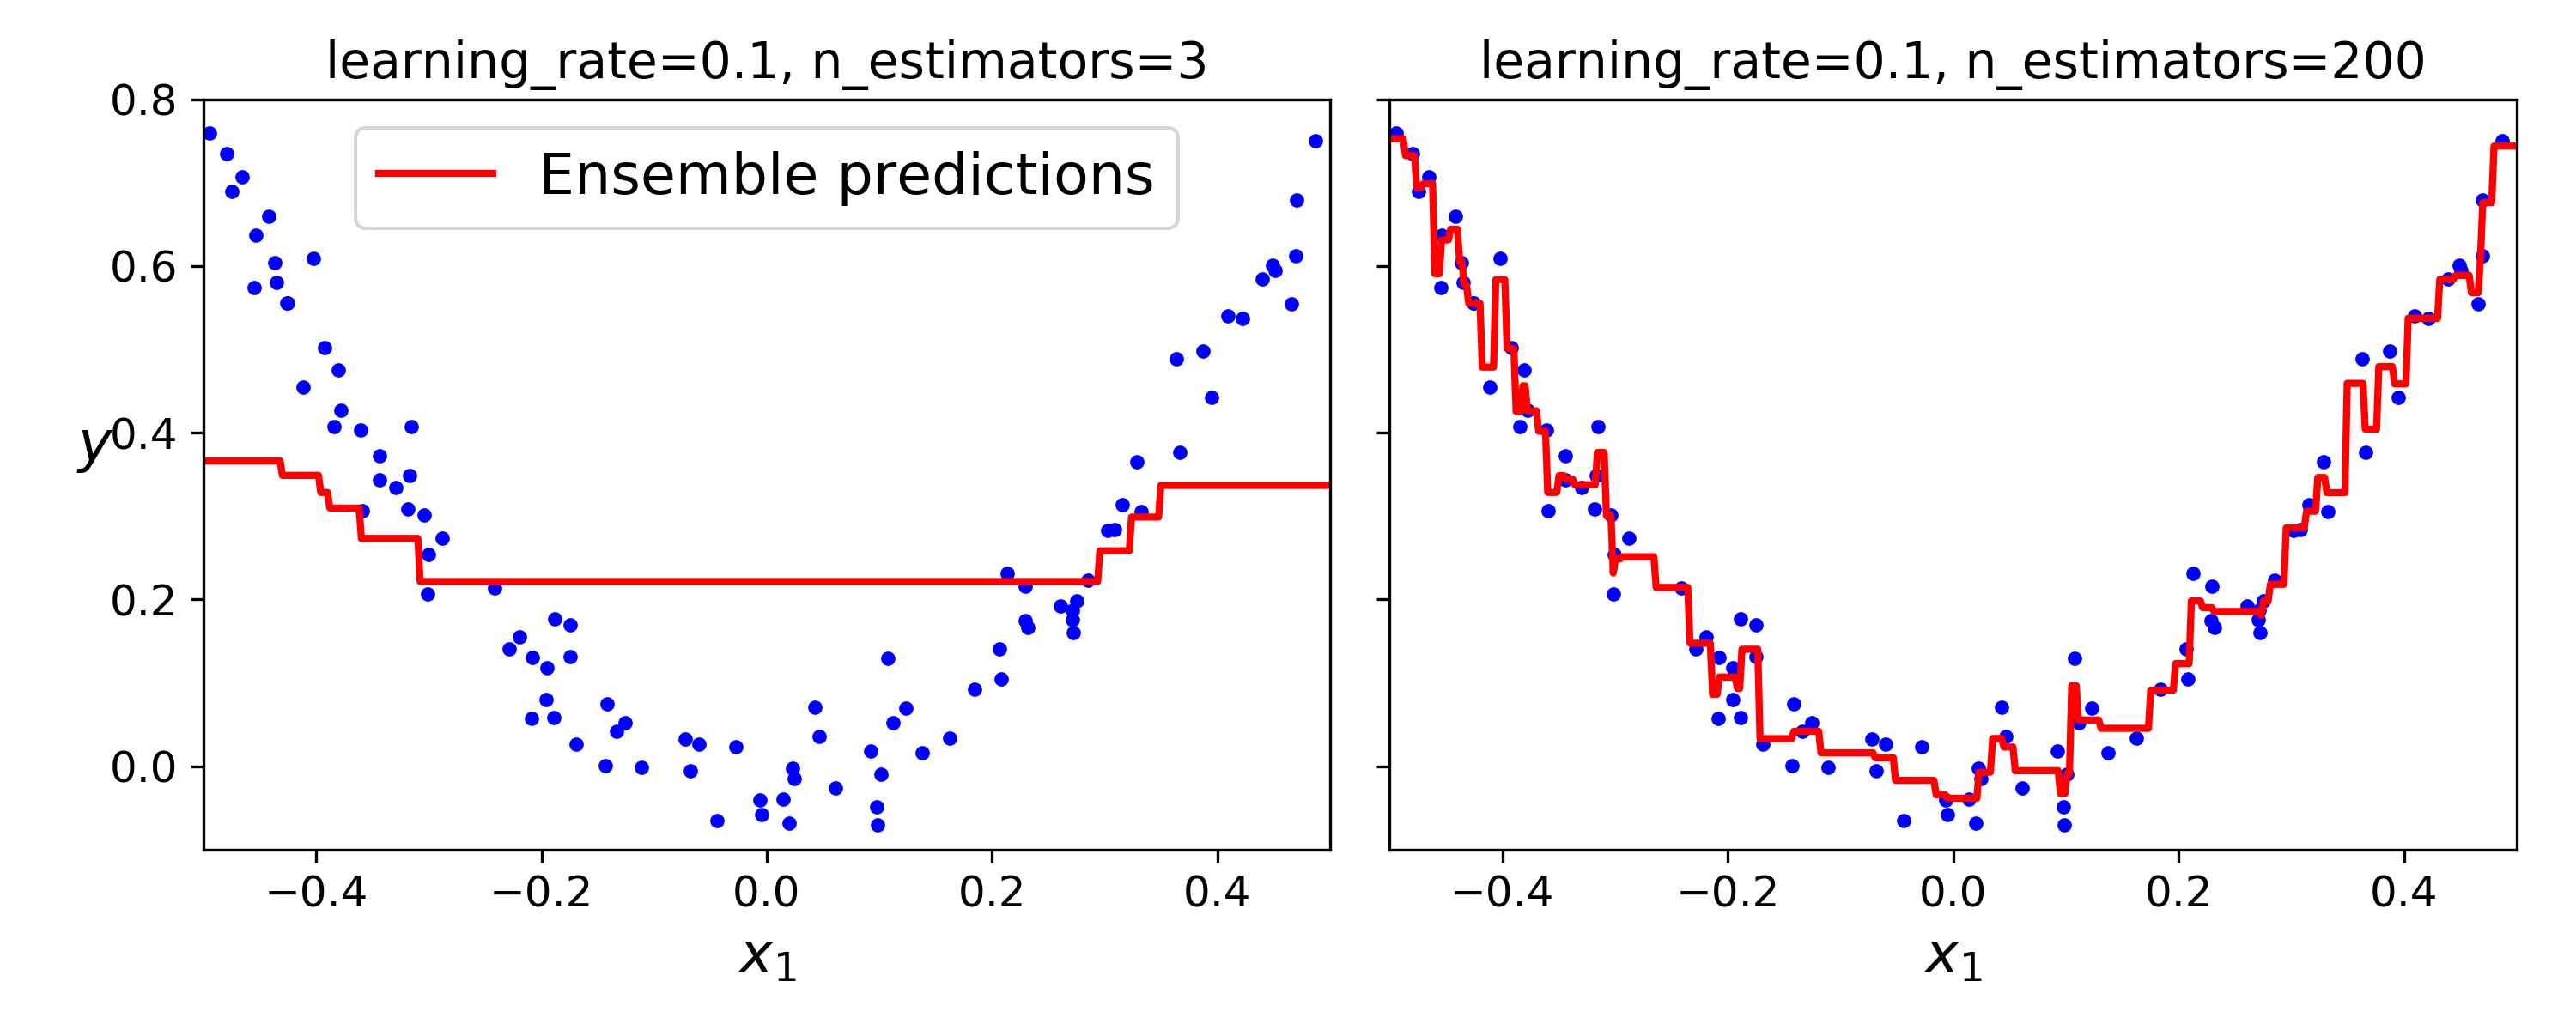 learning_rate=0.1, n_estimators=3
learning_rate=0.1, n_estimators=200
Ensemble predictions
y
0.8
0.6
0.4
0.2
0.0
−0.4 −0.2 0.0 0.2 0.4
−0.4 −0.2 0.0 0.2 0.4
x₁
x₁